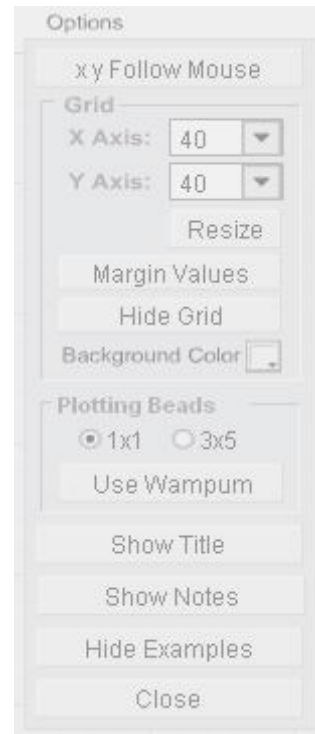 Options
x y Follow Mouse
Grid
X Axis: 40
Y Axis: 40
Resize
Margin Values
Hide Grid
Background Color
Plotting Beads
1x1 3x5
Use Wampum
Show Title
Show Notes
Hide Examples
Close